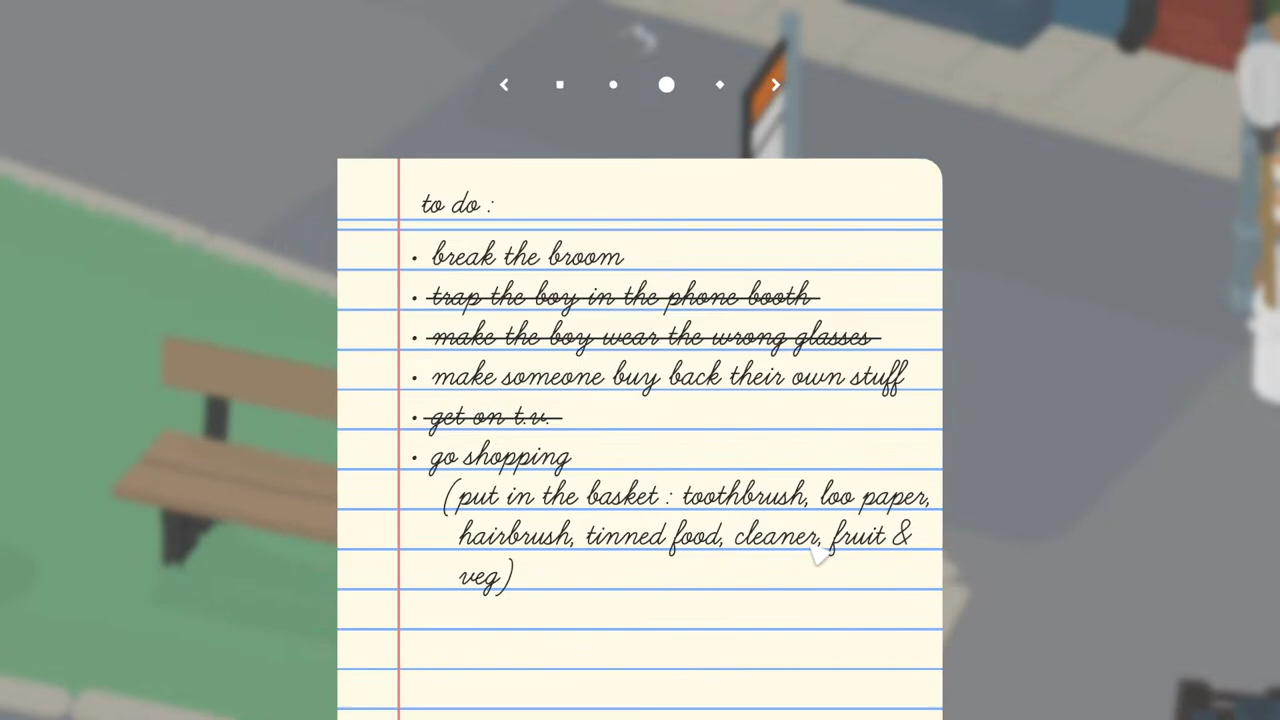 to do :
• break the broom
• trap the boy in the phone booth
• make the boy wear the wrong glasses
• make someone buy back their own stuff
• get on t.v.
• go shopping
(put in the basket : toothbrush, loo paper,
hairbrush, tinned food, cleaner, fruit &
veg)